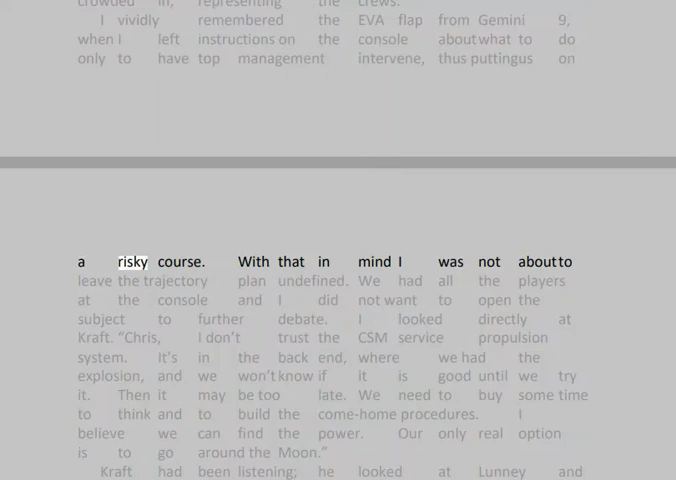 crowded in, representing the crews.
I vividly remembered the EVA flap from Gemini 9,
when I left instructions on the console about what to do
only to have top management intervene, thus putting us on
a risky course. With that in mind I was not about to
leave the trajectory plan undefined. We had all the players
at the console and I did not want to open the
subject to further debate. I looked directly at
Kraft. “Chris, I don’t trust the CSM service propulsion
system. It’s in the back end, where we had the
explosion, and we won’t know if it is good until we try
it. Then it may be too late. We need to buy some time
to think and to build the come-home procedures. I
believe we can find the power. Our only real option
is to go around the Moon.”
Kraft had been listening; he looked at Lunney and